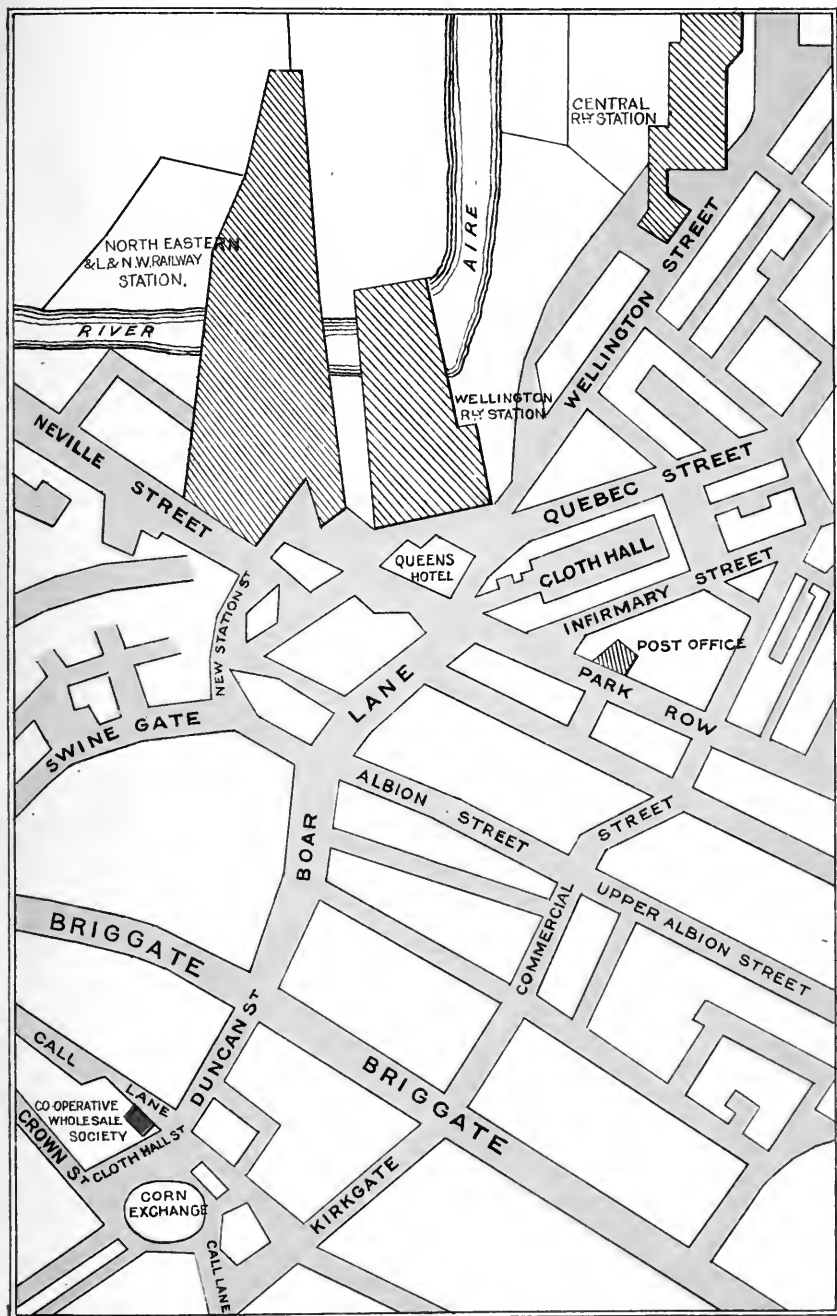 CENTRAL
RLY STATION
AIRE
NORTH EASTERN
& L & N.W. RAILWAY
STATION.
RIVER
WELLINGTON STREET
WELLINGTON
RLY STATION
NEVILLE STREET
QUEBEC STREET
QUEENS
HOTEL
CLOTH HALL
INFIRMARY STREET
NEW STATION ST
POST OFFICE
PARK ROW
SWINE GATE
BOAR LANE
ALBION STREET
COMMERCIAL STREET
UPPER ALBION STREET
BRIGGATE
DUNCAN ST
CALL LANE
BRIGGATE
CO-OPERATIVE
WHOLESALE
SOCIETY
CROWN ST
CLOTH HALL ST
CORN
EXCHANGE
KIRKGATE
CALL LANE